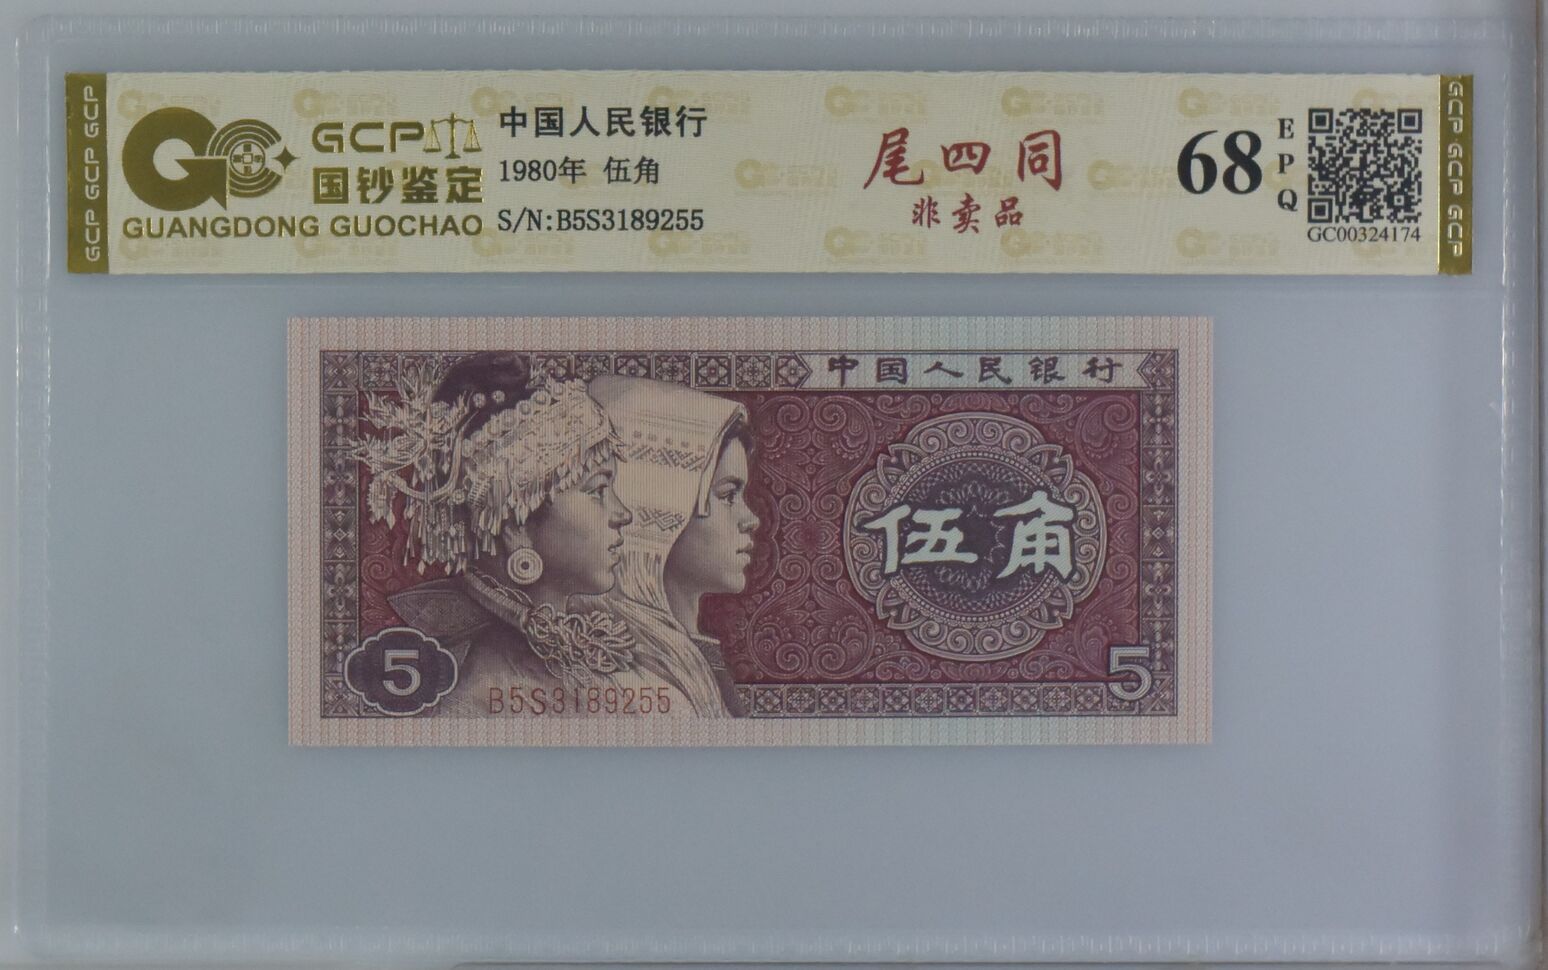 GCP GCP GCP
GCP
国钞鉴定
GUANGDONG GUOCHAO
中国人民银行
1980年 伍角
S/N:B5S3189255
尾四同
非卖品
68
EPQ
GC00324174
GCP GCP GCP
中国人民银行
伍角
5
B5S3189255
5